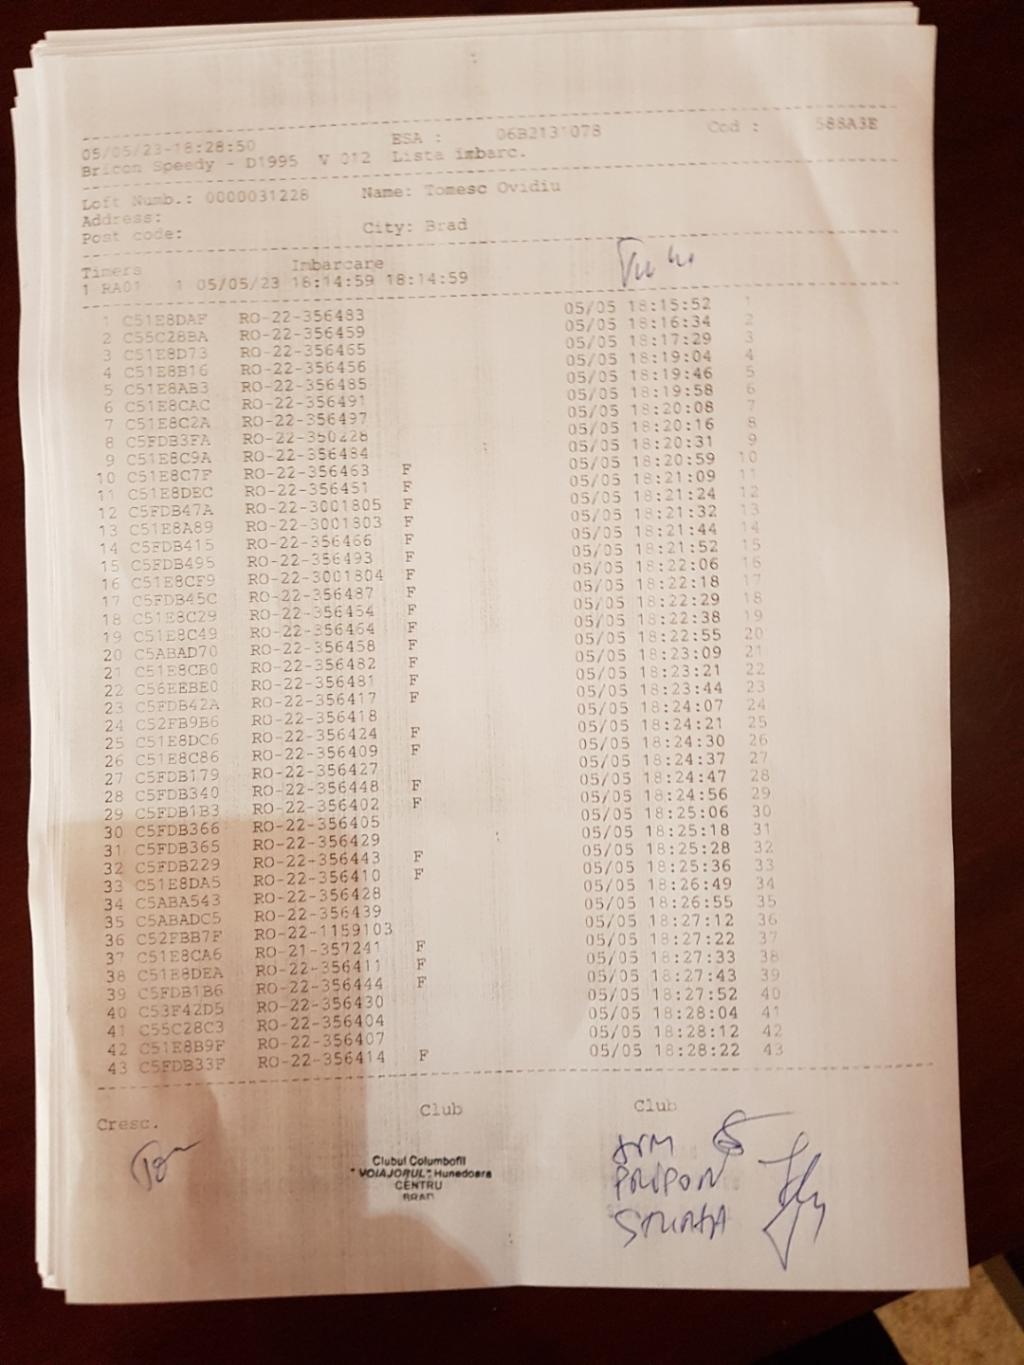 05/05/23-18:28:50 ESA : 06B2131078 Cod : 588A3E
Bricon Speedy - D1995 V 012 Lista imbarc.
Loft Numb.: 0000031228 Name: Tomesc Ovidiu
Address:
Post code: City: Brad
Timers Imbarcare
1 RA01 1 05/05/23 18:14:59 18:14:59
1 C51E8DAF RO-22-356483 05/05 18:15:52 1
2 C55C28BA RO-22-356459 05/05 18:16:34 2
3 C51E8D73 RO-22-356465 05/05 18:17:29 3
4 C51E8B16 RO-22-356456 05/05 18:19:04 4
5 C51E8AB3 RO-22-356485 05/05 18:19:46 5
6 C51E8CAC RO-22-356491 05/05 18:19:58 6
7 C51E8C2A RO-22-356497 05/05 18:20:08 7
8 C5FDB3FA RO-22-350228 05/05 18:20:16 8
9 C51E8C9A RO-22-356484 05/05 18:20:31 9
10 C51E8C7F RO-22-356463 F 05/05 18:20:59 10
11 C51E8DEC RO-22-356451 F 05/05 18:21:09 11
12 C5FDB47A RO-22-3001805 F 05/05 18:21:24 12
13 C51E8A89 RO-22-3001803 F 05/05 18:21:32 13
14 C5FDB415 RO-22-356466 F 05/05 18:21:44 14
15 C5FDB495 RO-22-356493 F 05/05 18:21:52 15
16 C51E8CF9 RO-22-3001804 F 05/05 18:22:06 16
17 C5FDB45C RO-22-356487 F 05/05 18:22:18 17
18 C51E8C29 RO-22-356454 F 05/05 18:22:29 18
19 C51E8C49 RO-22-356464 F 05/05 18:22:38 19
20 C5ABAD70 RO-22-356458 F 05/05 18:22:55 20
21 C51E8CB0 RO-22-356482 F 05/05 18:23:09 21
22 C56EEBE0 RO-22-356481 F 05/05 18:23:21 22
23 C5FDB42A RO-22-356417 F 05/05 18:23:44 23
24 C52FB9B6 RO-22-356418 05/05 18:24:07 24
25 C51E8DC6 RO-22-356424 F 05/05 18:24:21 25
26 C51E8C86 RO-22-356409 F 05/05 18:24:30 26
27 C5FDB179 RO-22-356427 05/05 18:24:37 27
28 C5FDB340 RO-22-356448 F 05/05 18:24:47 28
29 C5FDB1B3 RO-22-356402 F 05/05 18:24:56 29
30 C5FDB366 RO-22-356405 05/05 18:25:06 30
31 C5FDB365 RO-22-356429 05/05 18:25:18 31
32 C5FDB229 RO-22-356443 F 05/05 18:25:28 32
33 C51E8DA5 RO-22-356410 F 05/05 18:25:36 33
34 C5ABA543 RO-22-356428 05/05 18:26:49 34
35 C5ABADC5 RO-22-356439 05/05 18:26:55 35
36 C52FBB7F RO-22-1159103 05/05 18:27:12 36
37 C51E8CA6 RO-21-357241 F 05/05 18:27:22 37
38 C51E8DEA RO-22-356411 F 05/05 18:27:33 38
39 C5FDB1B6 RO-22-356444 F 05/05 18:27:43 39
40 C53F42D5 RO-22-356430 05/05 18:27:52 40
41 C55C28C3 RO-22-356404 05/05 18:28:04 41
42 C51E8B9F RO-22-356407 05/05 18:28:12 42
43 C5FDB33F RO-22-356414 F 05/05 18:28:22 43
Cresc. Club Club
Clubul Columbofil
"VOIAJORUL" Hunedoara
CENTRU
BRAD
PRIPON